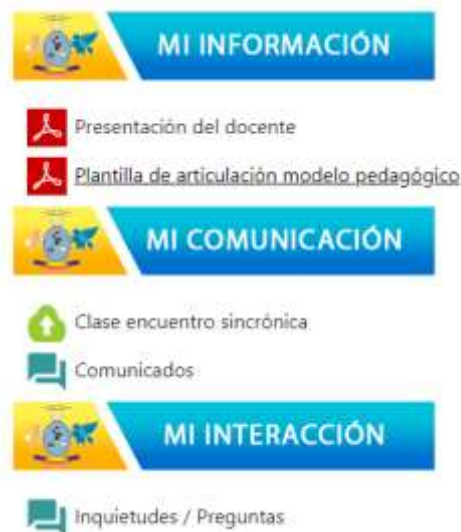 MI INFORMACIÓN
Presentación del docente
Plantilla de articulación modelo pedagógico
MI COMUNICACIÓN
Clase encuentro sincrónica
Comunicados
MI INTERACCIÓN
Inquietudes / Preguntas